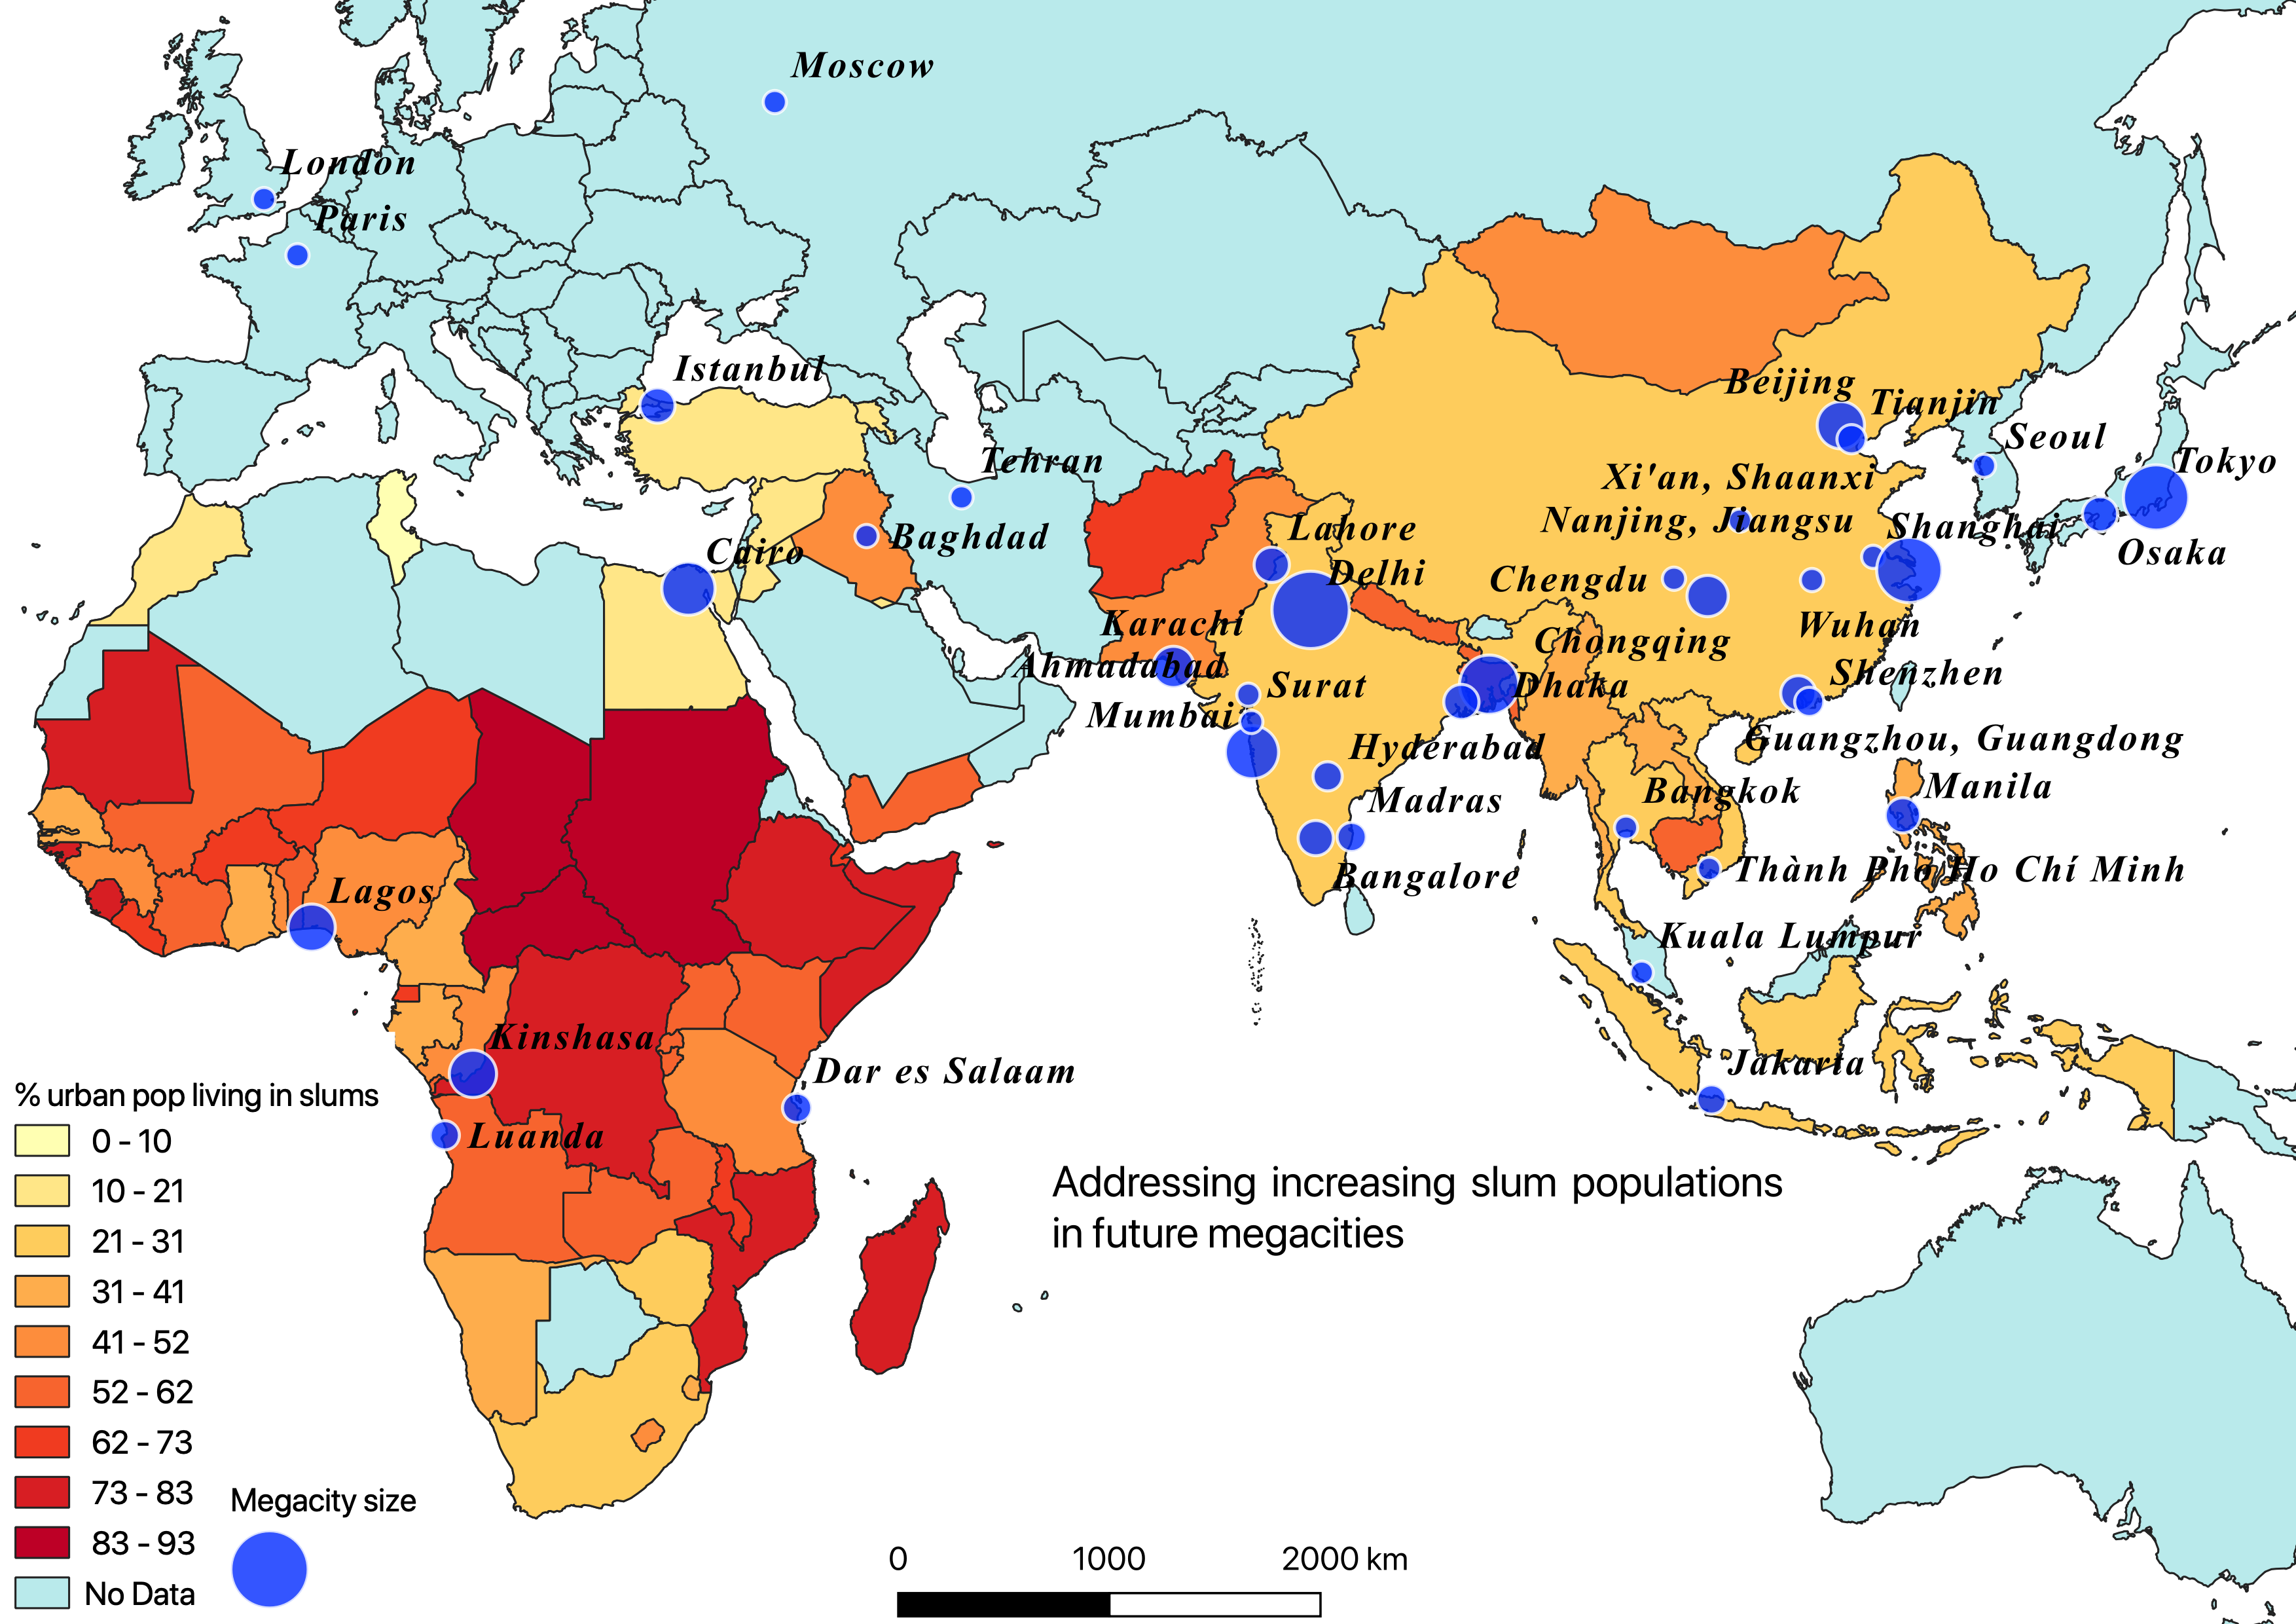 Moscow
London
Paris
Istanbul
Tehran
Baghdad
Cairo
Beijing
Tianjin
Seoul
Tokyo
Xi'an, Shaanxi
Nanjing, Jiangsu
Shanghai
Osaka
Lahore
Delhi
Chengdu
Karachi
Chongqing
Wuhan
Ahmadabad
Surat
Dhaka
Shenzhen
Mumbai
Hyderabad
Guangzhou, Guangdong
Madras
Bangkok
Manila
Bangalore
Thành Pho Ho Chí Minh
Lagos
Kuala Lumpur
Kinshasa
Dar es Salaam
Jakarta
Luanda
Addressing increasing slum populations
in future megacities
% urban pop living in slums
0 - 10
10 - 21
21 - 31
31 - 41
41 - 52
52 - 62
62 - 73
73 - 83
83 - 93
No Data
Megacity size
0 1000 2000 km